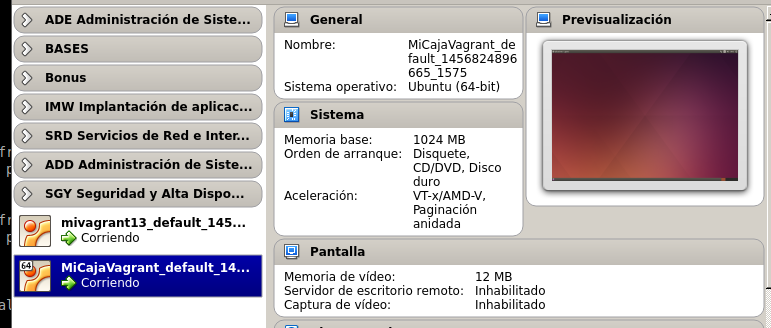 ADE Administración de Siste...
BASES
Bonus
IMW Implantación de aplicac...
SRD Servicios de Red e Inter...
ADD Administración de Siste...
SGY Seguridad y Alta Dispo...
mivagrant13_default_145...
Corriendo
64
MiCajaVagrant_default_14...
Corriendo
General
Nombre: MiCajaVagrant_de
fault_1456824896
665_1575
Sistema operativo: Ubuntu (64-bit)
Sistema
Memoria base: 1024 MB
Orden de arranque: Disquete,
CD/DVD, Disco
duro
Aceleración: VT-x/AMD-V,
Paginación
anidada
Previsualización
Pantalla
Memoria de vídeo: 12 MB
Servidor de escritorio remoto: Inhabilitado
Captura de vídeo: Inhabilitado